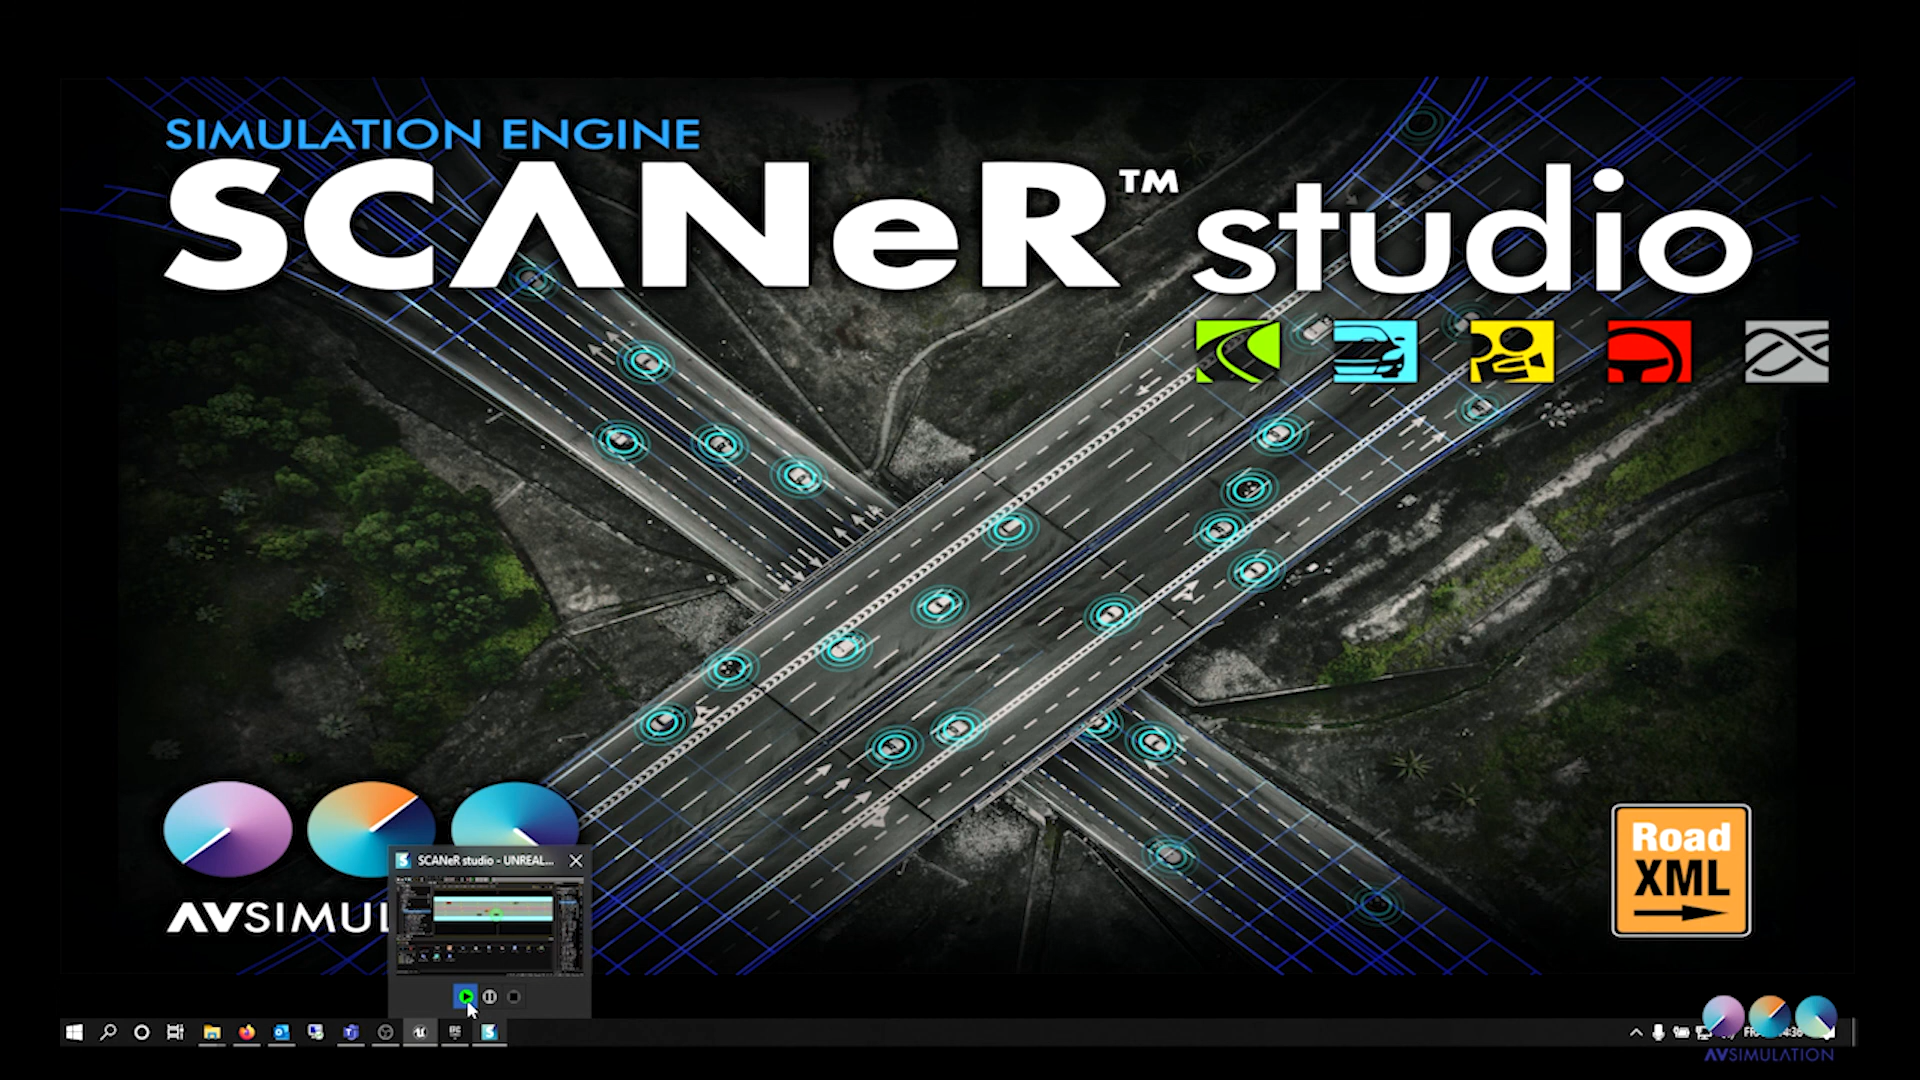 SIMULATION ENGINE
SCANeR™ studio
Road
XML
SCANeR studio - UNREAL...
AVSIMUL
AVSIMULATION